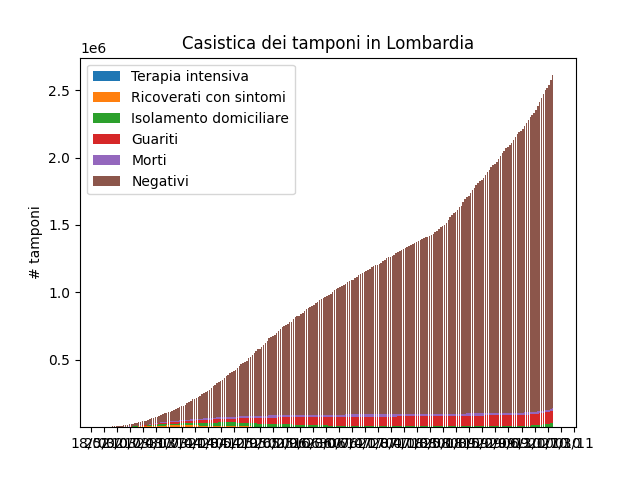 Casistica dei tamponi in Lombardia
1e6
Terapia intensiva
Ricoverati con sintomi
Isolamento domiciliare
Guariti
Morti
Negativi
2.5
2.0
1.5
1.0
0.5
# tamponi